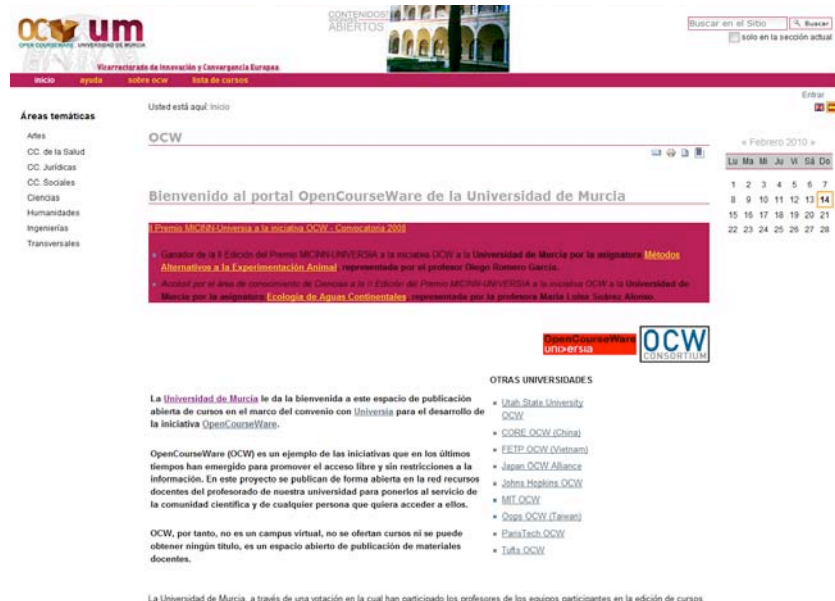 OCW um
OPEN COURSEWARE UNIVERSIDAD DE MURCIA
CONTENIDOS
ABIERTOS
Buscar en el Sitio
Buscar
solo en la sección actual
Vicerrectorado de Innovación y Convergencia Europea
inicio ayuda sobre ocw lista de cursos
Entrar
Usted está aquí: Inicio
Áreas temáticas
Artes
CC. de la Salud
CC. Jurídicas
CC. Sociales
Ciencias
Humanidades
Ingenierías
Transversales
OCW
Bienvenido al portal OpenCourseWare de la Universidad de Murcia
II Premio MICINN-Universia a la iniciativa OCW - Convocatoria 2008
Ganador de la II Edición del Premio MICINN-UNIVERSIA a la iniciativa OCW a la Universidad de Murcia por la asignatura Métodos
Alternativos a la Experimentación Animal, representada por el profesor Diego Romero García.
Accésit por el área de conocimiento de Ciencias a la II Edición del Premio MICINN-UNIVERSIA a la iniciativa OCW a la Universidad de
Murcia por la asignatura Ecología de Aguas Continentales, representada por la profesora María Luisa Suárez Alonso.
« Febrero 2010 »
Lu Ma Mi Ju Vi Sá Do
1 2 3 4 5 6 7
8 9 10 11 12 13 14
15 16 17 18 19 20 21
22 23 24 25 26 27 28
OpenCourseWare
uni>ersia
OCW
CONSORTIUM
La Universidad de Murcia le da la bienvenida a este espacio de publicación
abierta de cursos en el marco del convenio con Universia para el desarrollo de
la iniciativa OpenCourseWare.
OpenCourseWare (OCW) es un ejemplo de las iniciativas que en los últimos
tiempos han emergido para promover el acceso libre y sin restricciones a la
información. En este proyecto se publican de forma abierta en la red recursos
docentes del profesorado de nuestra universidad para ponerlos al servicio de
la comunidad científica y de cualquier persona que quiera acceder a ellos.
OCW, por tanto, no es un campus virtual, no se ofertan cursos ni se puede
obtener ningún título, es un espacio abierto de publicación de materiales
docentes.
OTRAS UNIVERSIDADES
Utah State University
OCW
CORE OCW (China)
FETP OCW (Vietnam)
Japan OCW Alliance
Johns Hopkins OCW
MIT OCW
Oops OCW (Taiwan)
ParisTech OCW
Tufts OCW
La Universidad de Murcia, a través de una votación en la cual han participado los profesores de los equipos participantes en la edición de cursos